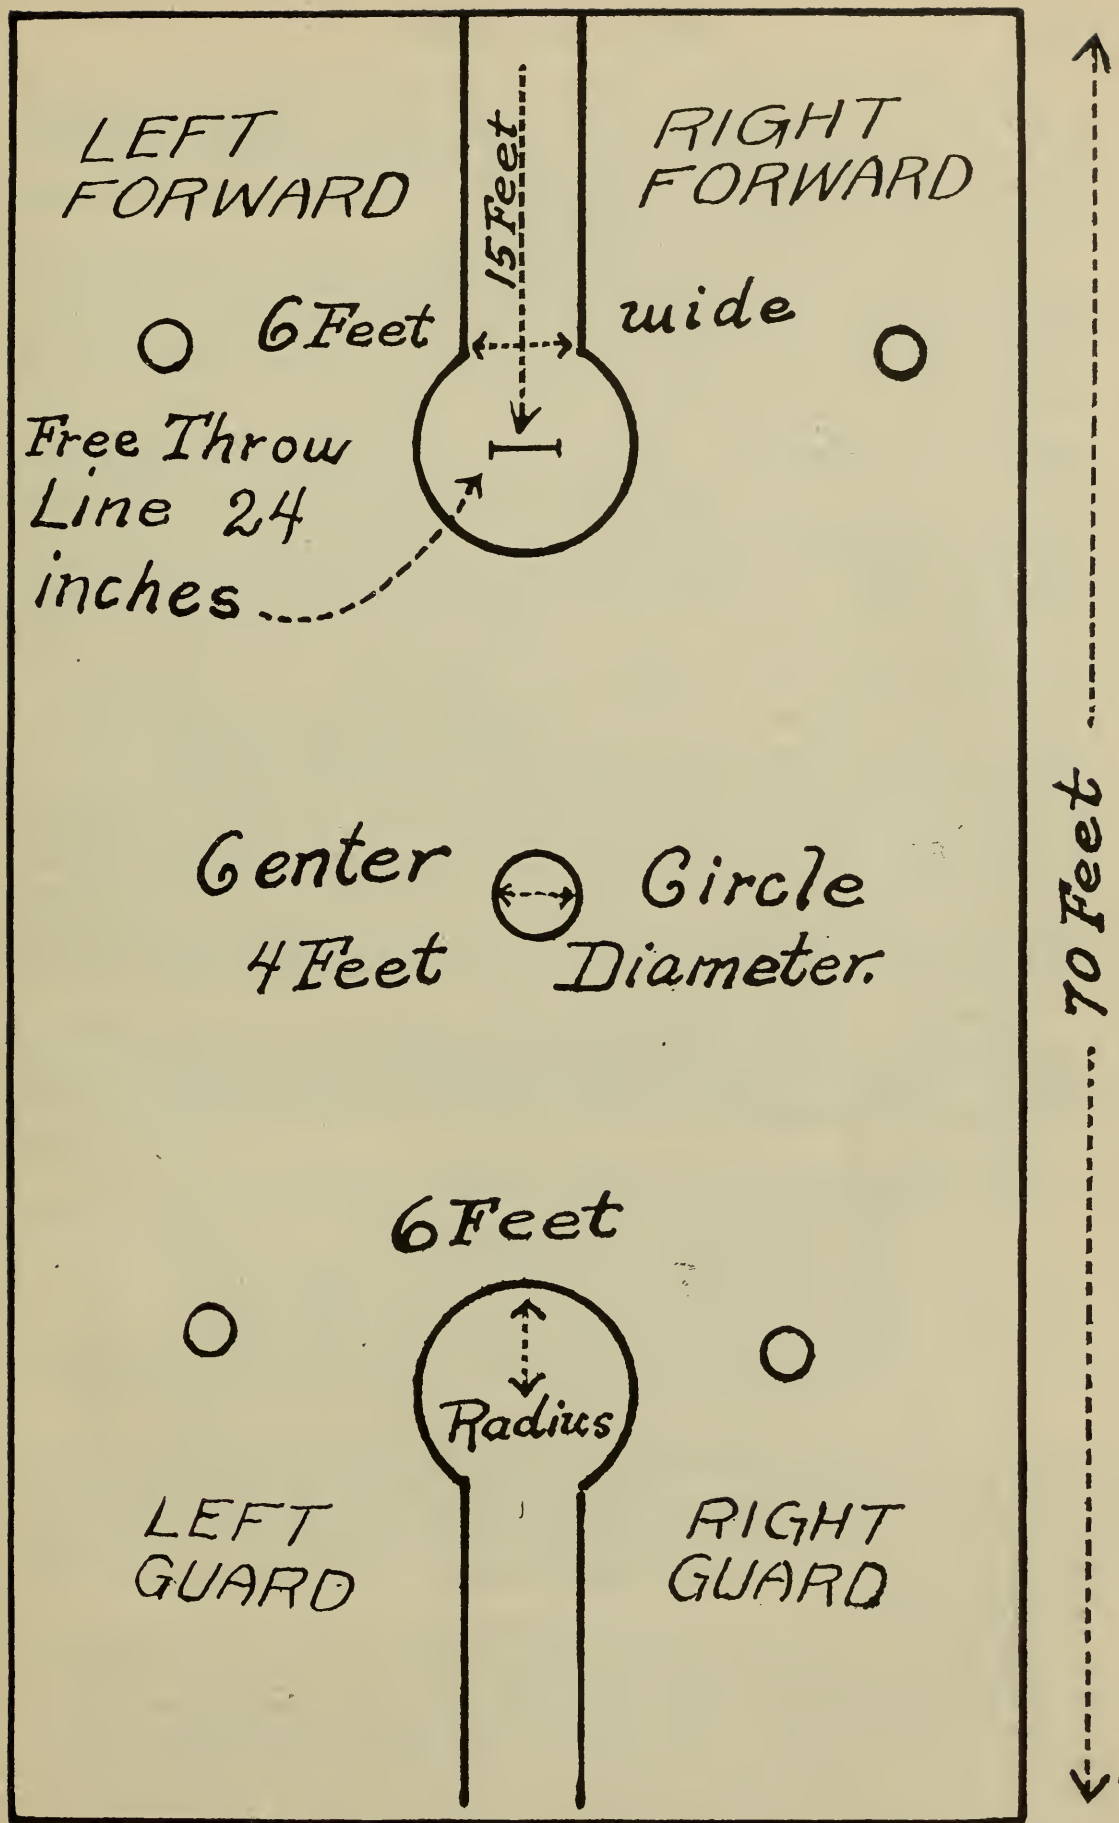 LEFT
FORWARD
RIGHT
FORWARD
15 Feet
6 Feet
wide
Free Throw
Line 24
inches
Center
Circle
4 Feet
Diameter.
70 Feet
6 Feet
Radius
LEFT
GUARD
RIGHT
GUARD